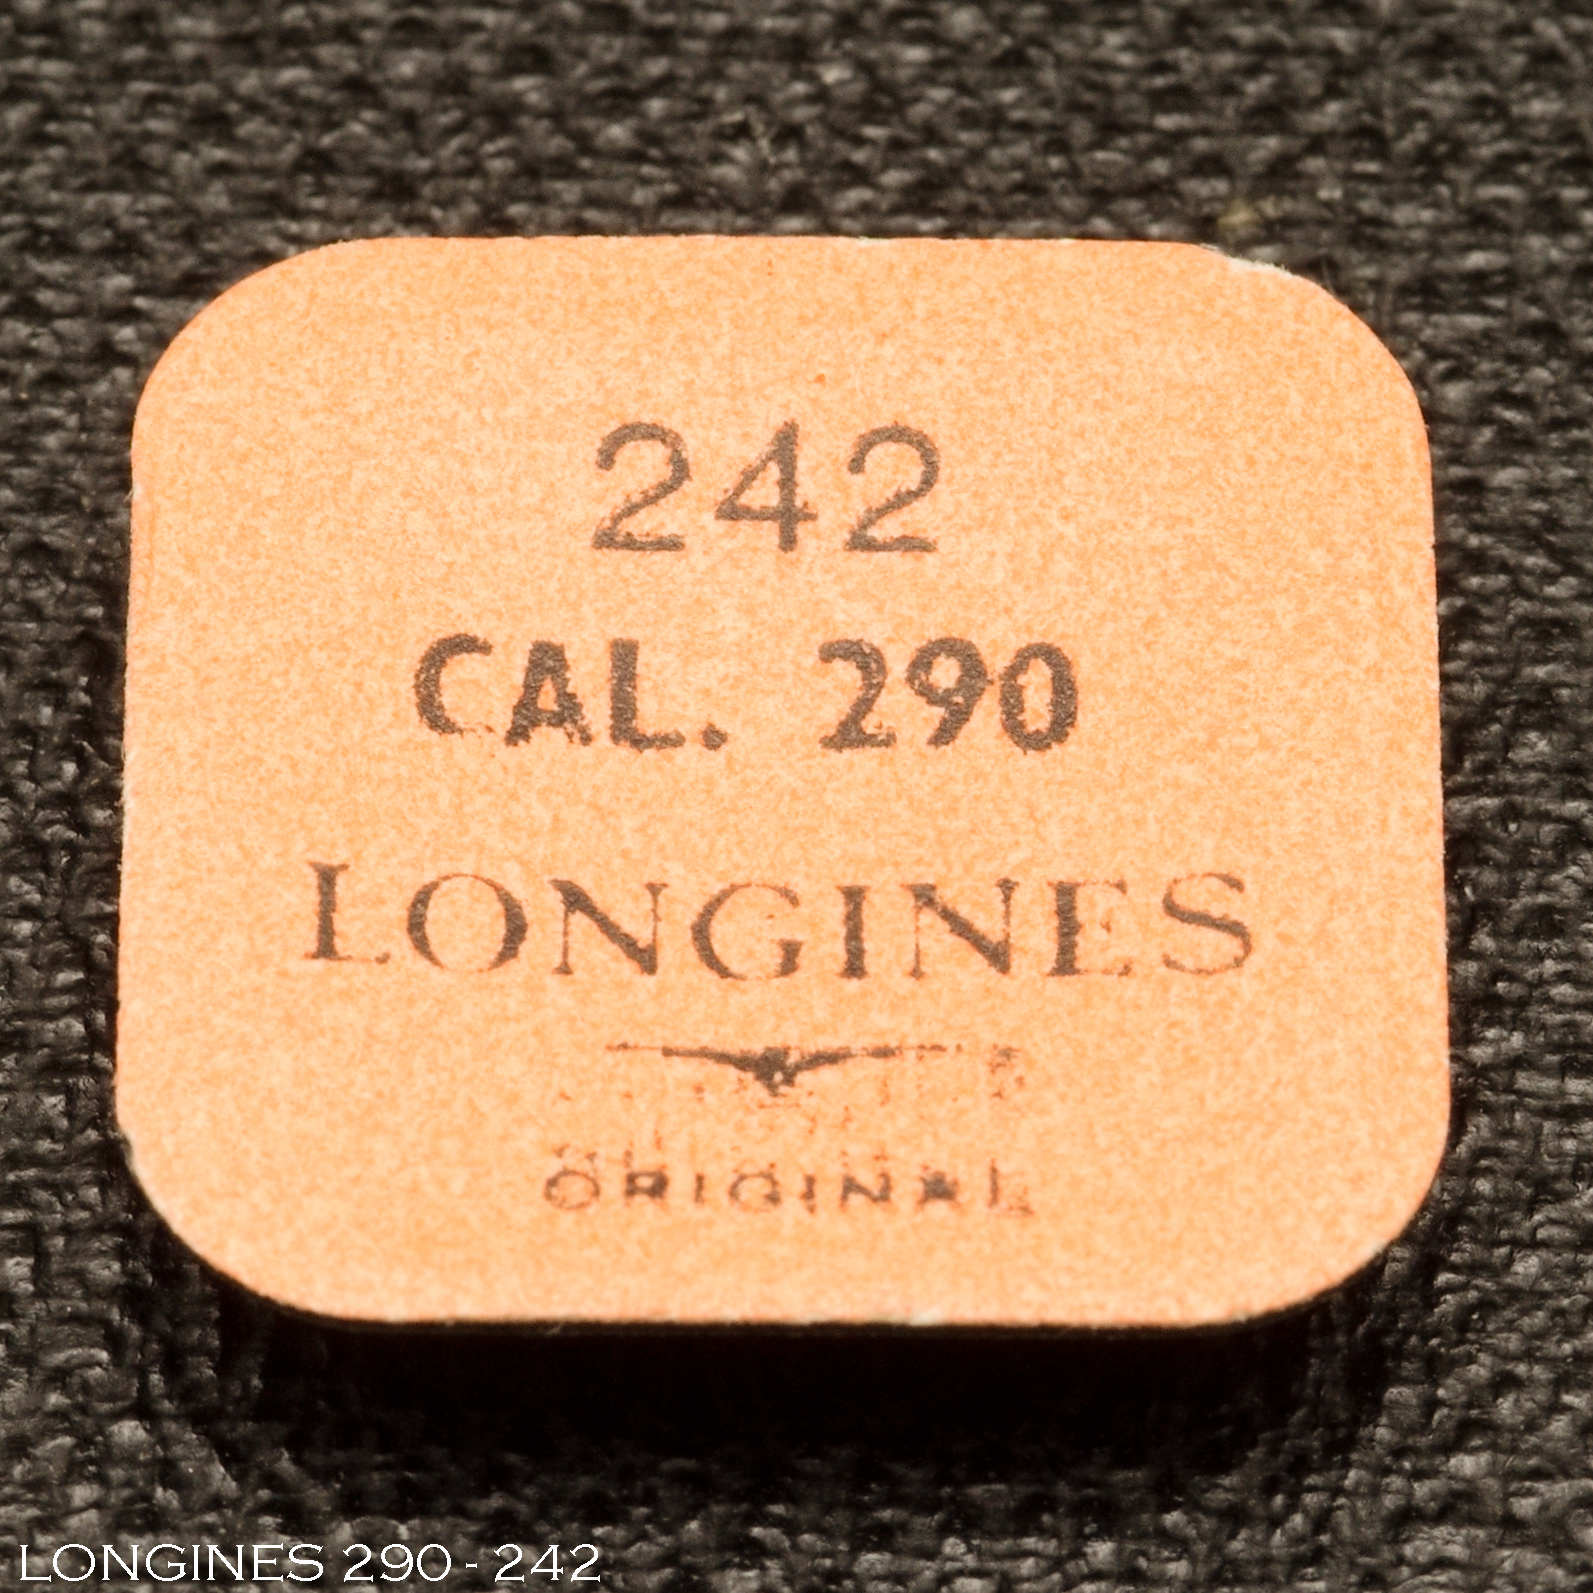 242
CAL. 290
LONGINES
ORIGINAL
LONGINES 290 - 242